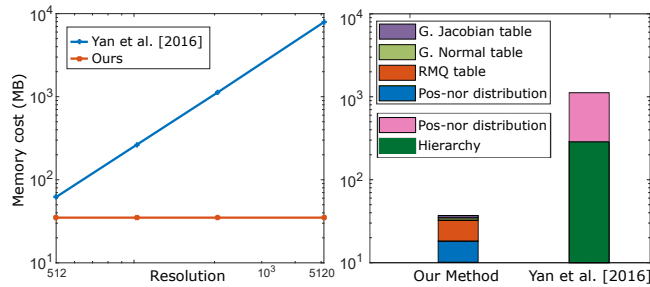 10^4
10^3
10^2
10^1
Memory cost (MB)
Yan et al. [2016]
Ours
512
Resolution
10^3
5120
10^4
10^3
10^2
10^1
G. Jacobian table
G. Normal table
RMQ table
Pos-nor distribution
Pos-nor distribution
Hierarchy
Our Method
Yan et al. [2016]